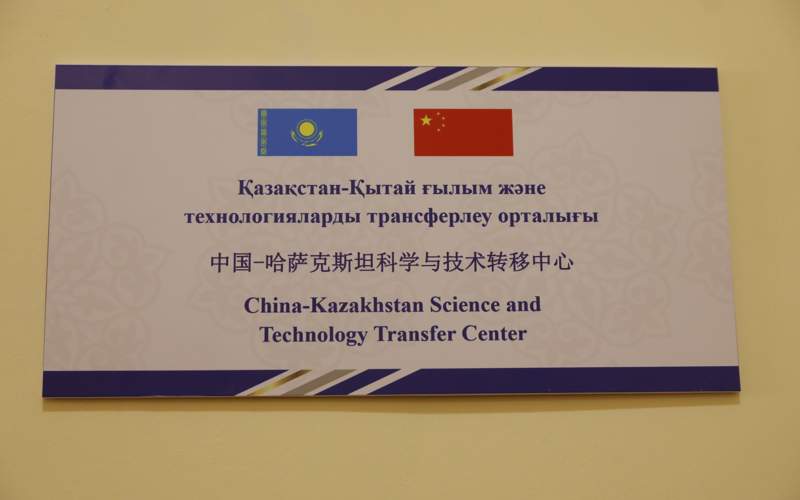 Қазақстан-Қытай ғылым және
технологияларды трансферлеу орталығы
中国-哈萨克斯坦科学与技术转移中心
China-Kazakhstan Science and
Technology Transfer Center